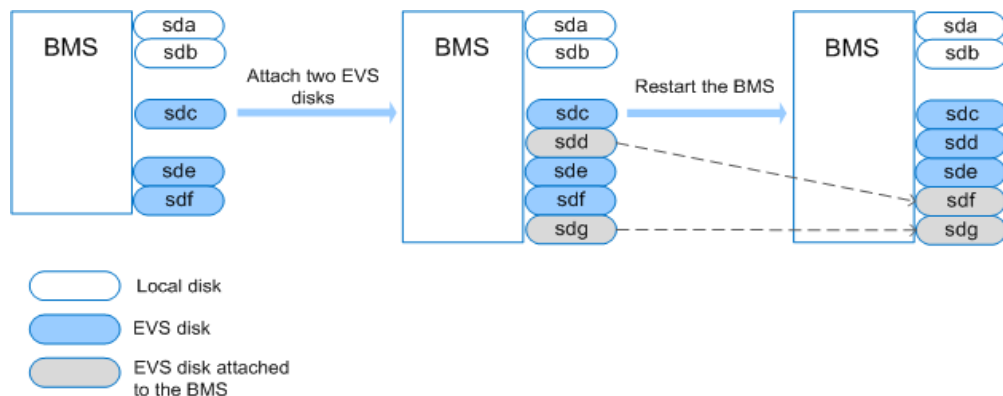 BMS
sda
sdb
sdc
sde
sdf
Attach two EVS
disks
BMS
sda
sdb
sdc
sdd
sde
sdf
sdg
Restart the BMS
BMS
sda
sdb
sdc
sdd
sde
sdf
sdg
Local disk
EVS disk
EVS disk attached
to the BMS